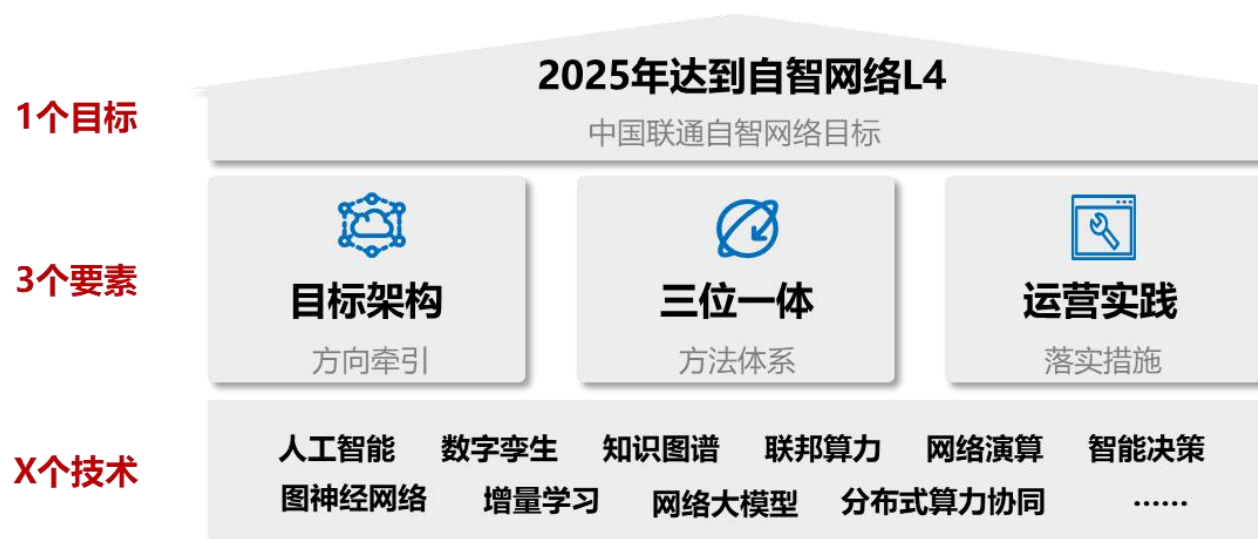 2025年达到自智网络L4
1个目标
中国联通自智网络目标
3个要素
目标架构 三位一体 运营实践
方向牵引 方法体系 落实措施
X个技术
人工智能 数字孪生 知识图谱 联邦算力 网络演算 智能决策
图神经网络 增量学习 网络大模型 分布式算力协同 ……